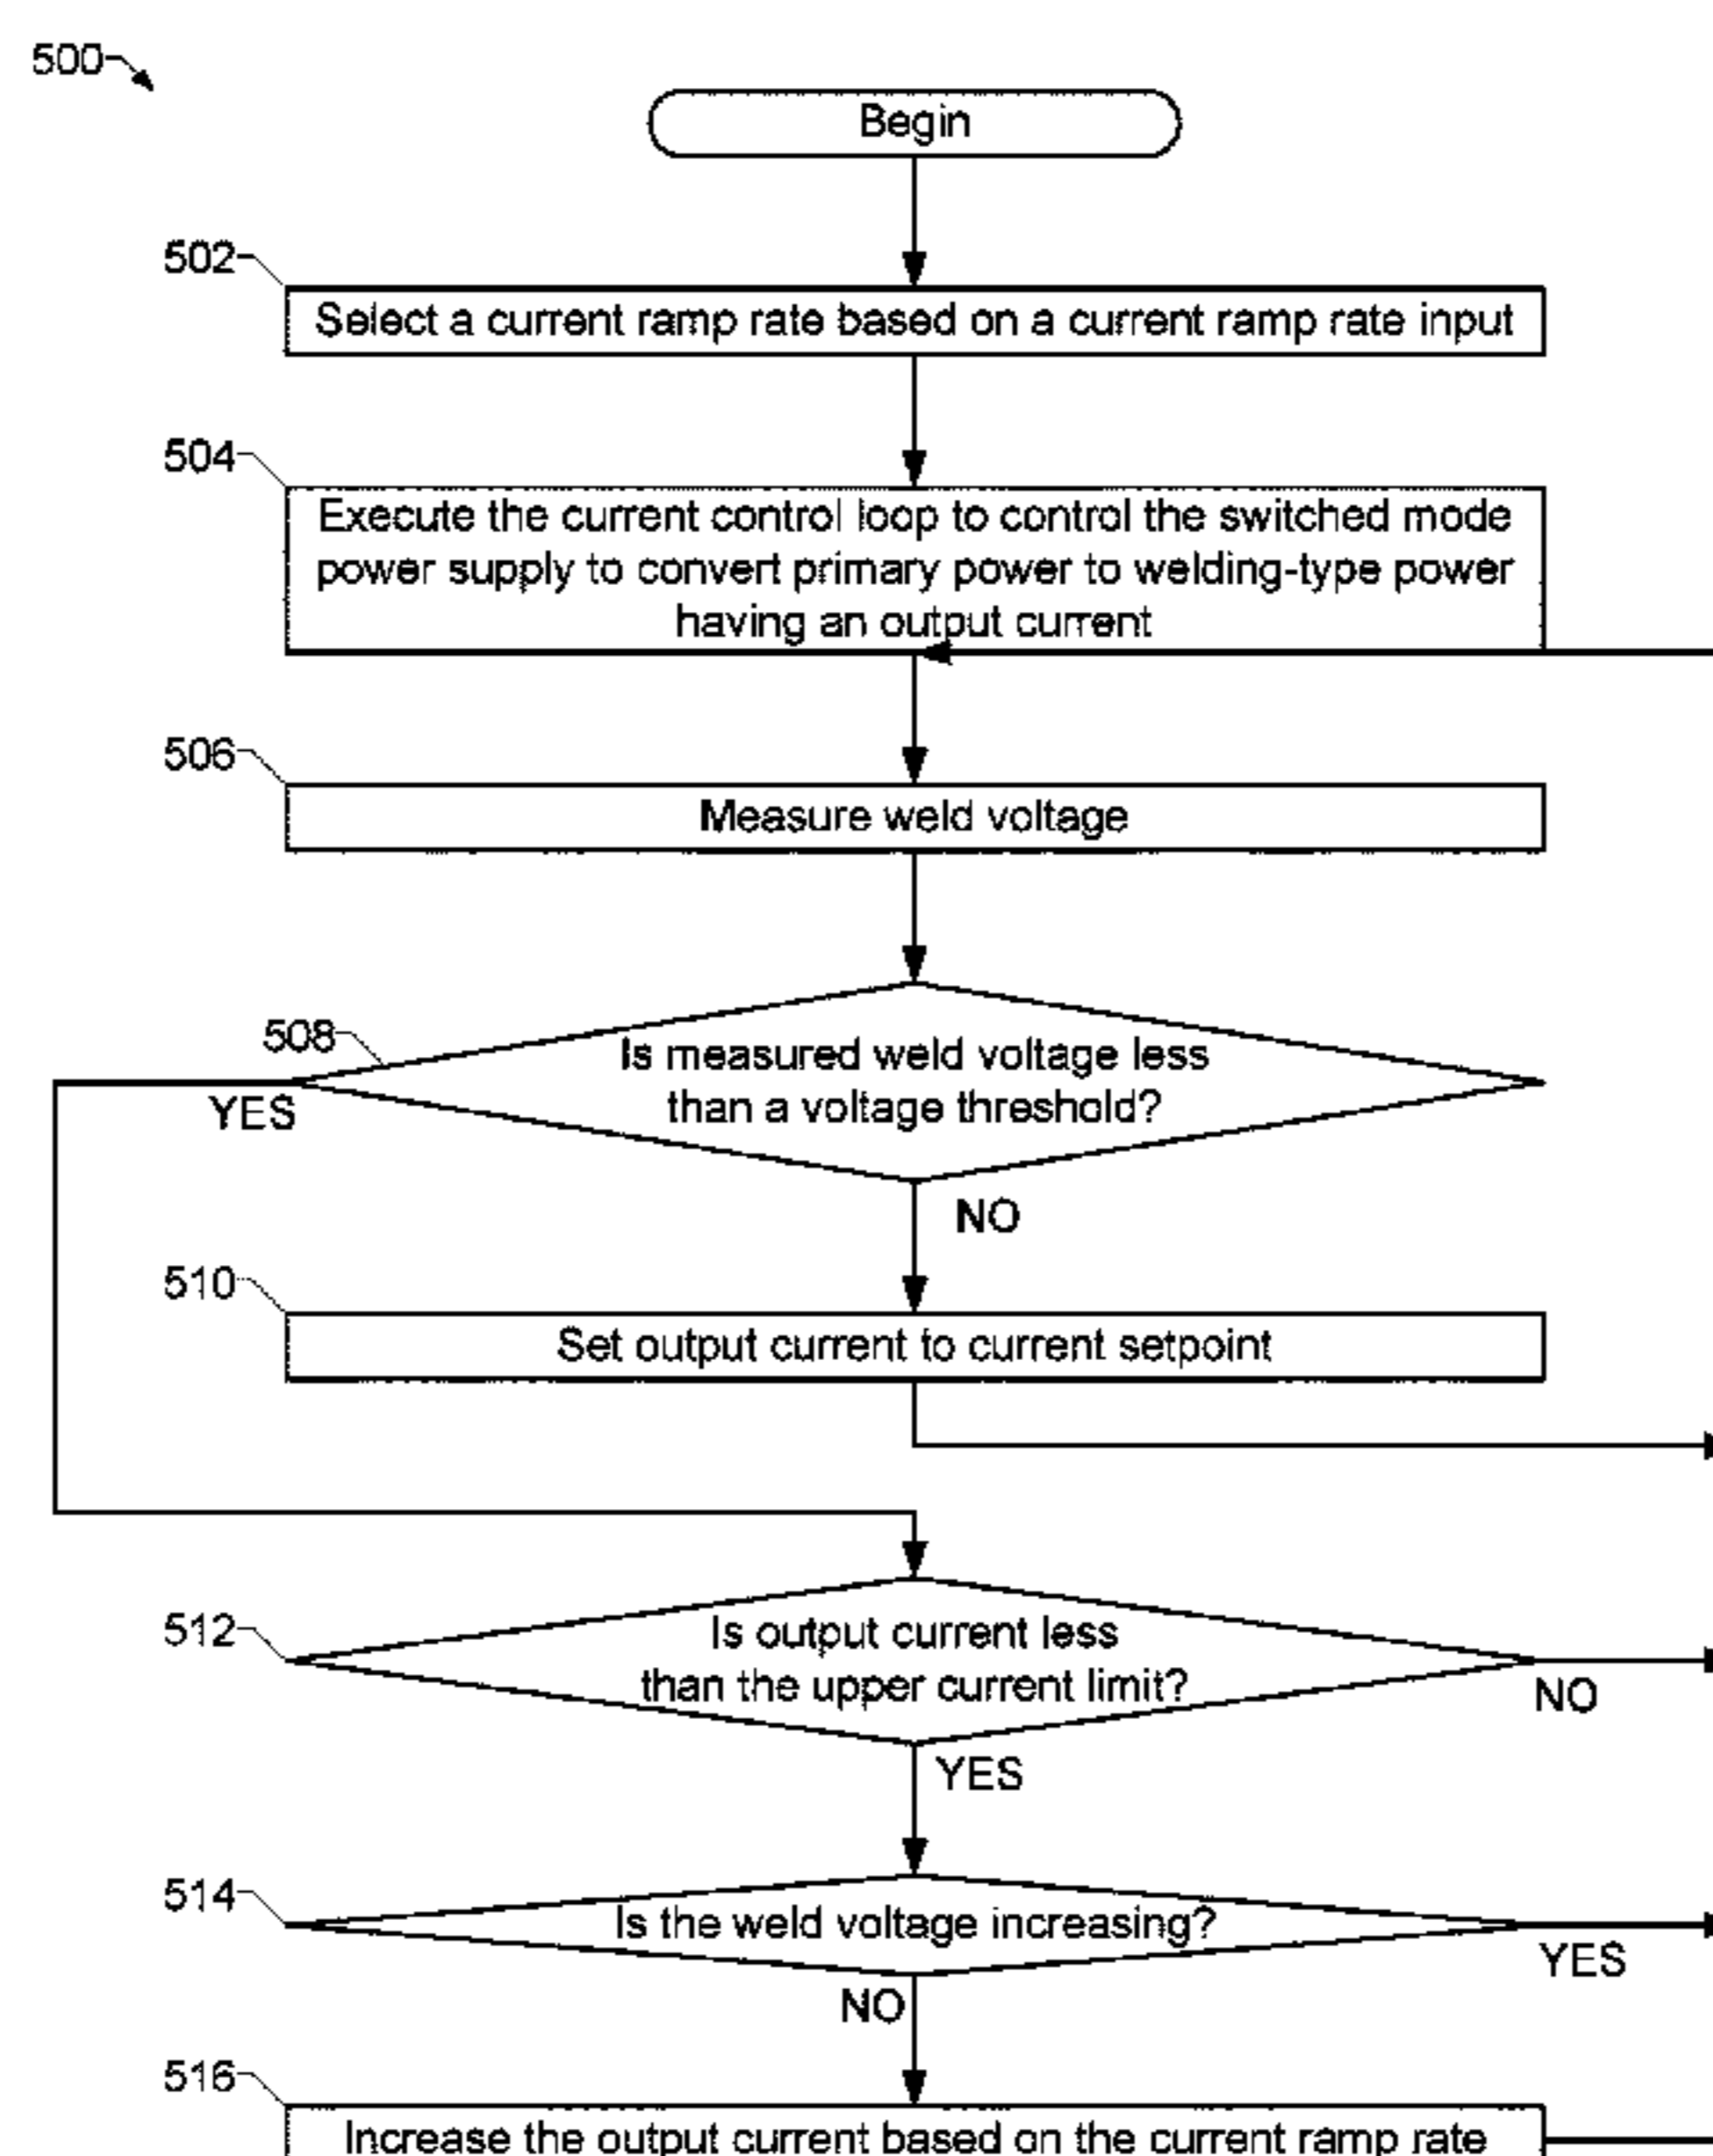 500
Begin
502
Select a current ramp rate based on a current ramp rate input
504
Execute the current control loop to control the switched mode
power supply to convert primary power to welding-type power
having an output current
506
Measure weld voltage
508
Is measured weld voltage less
than a voltage threshold?
YES
NO
510
Set output current to current setpoint
512
Is output current less
than the upper current limit?
NO
YES
514
Is the weld voltage increasing?
YES
NO
516
Increase the output current based on the current ramp rate